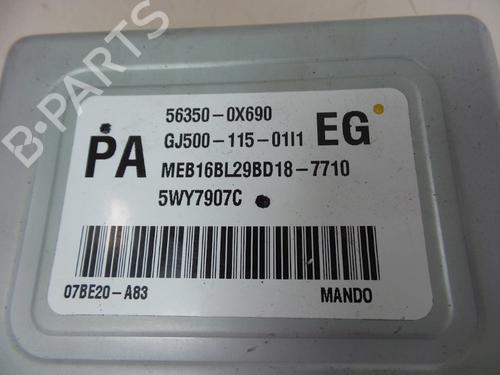 B-PARTS
56350-0X690
PA GJ500-115-01I1 EG
MEB16BL29BD18-7710
5WY7907C
07BE20-A83 MANDO